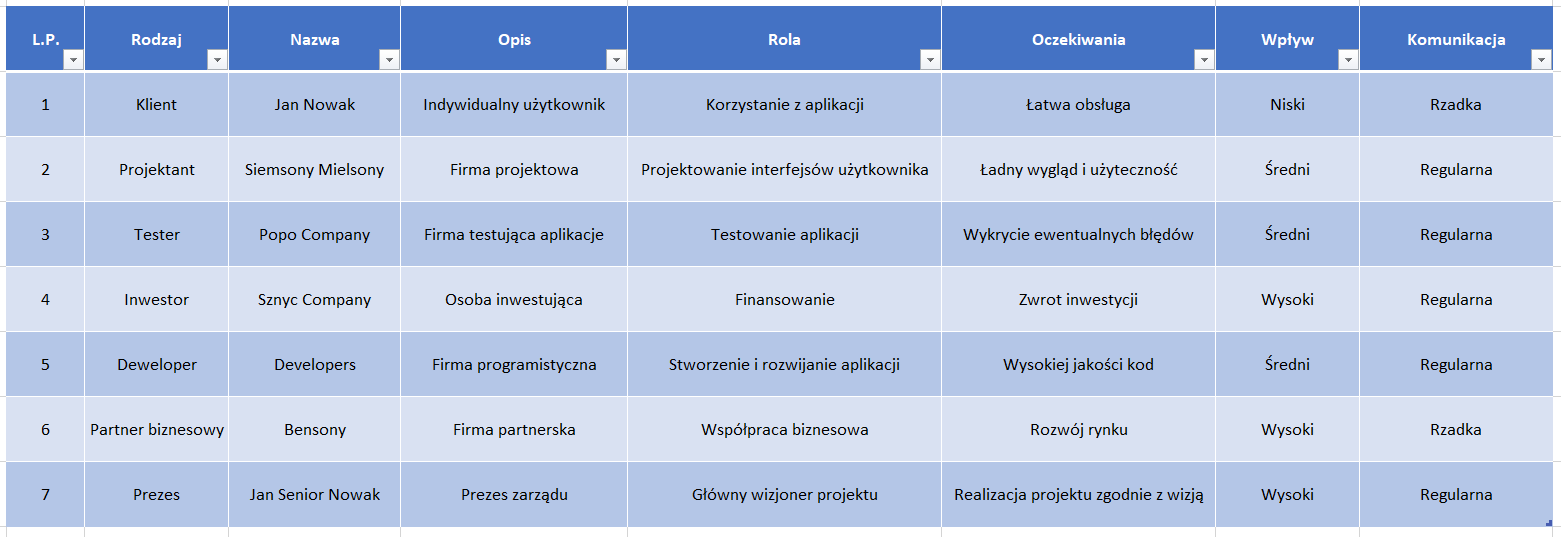 L.P. Rodzaj Nazwa Opis Rola Oczekiwania Wpływ Komunikacja
1 Klient Jan Nowak Indywidualny użytkownik Korzystanie z aplikacji Łatwa obsługa Niski Rzadka
2 Projektant Siemsony Mielsony Firma projektowa Projektowanie interfejsów użytkownika Ładny wygląd i użyteczność Średni Regularna
3 Tester Popo Company Firma testująca aplikacje Testowanie aplikacji Wykrycie ewentualnych błędów Średni Regularna
4 Inwestor Sznyc Company Osoba inwestująca Finansowanie Zwrot inwestycji Wysoki Regularna
5 Deweloper Developers Firma programistyczna Stworzenie i rozwijanie aplikacji Wysokiej jakości kod Średni Regularna
6 Partner biznesowy Bensony Firma partnerska Współpraca biznesowa Rozwój rynku Wysoki Rzadka
7 Prezes Jan Senior Nowak Prezes zarządu Główny wizjoner projektu Realizacja projektu zgodnie z wizją Wysoki Regularna